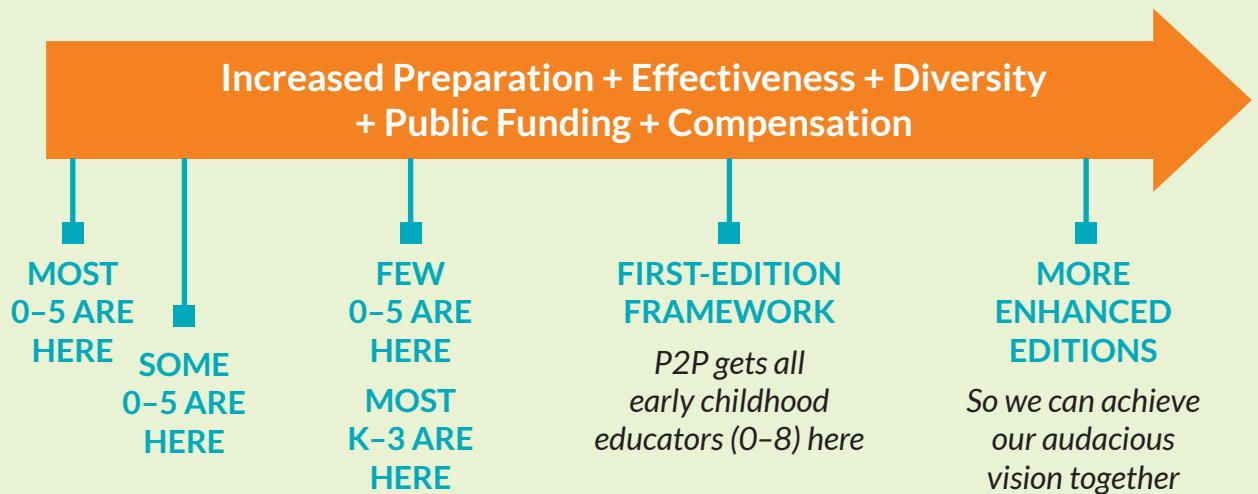 Increased Preparation + Effectiveness + Diversity
+ Public Funding + Compensation
MOST
0–5 ARE
HERE
SOME
0–5 ARE
HERE
FEW
0–5 ARE
HERE
MOST
K–3 ARE
HERE
FIRST-EDITION
FRAMEWORK
P2P gets all
early childhood
educators (0–8) here
MORE
ENHANCED
EDITIONS
So we can achieve
our audacious
vision together